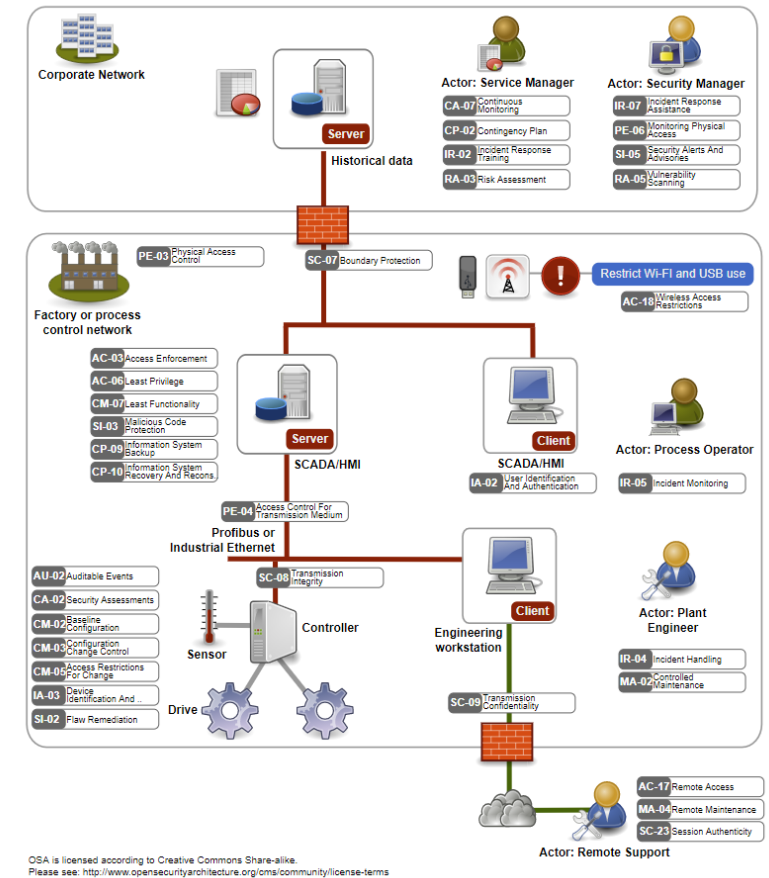 Corporate Network
Server
Historical data
Actor: Service Manager
CA-07 Continuous
Monitoring
CP-02 Contingency Plan
IR-02 Incident Response
Training
RA-03 Risk Assessment
Actor: Security Manager
IR-07 Incident Response
Assistance
PE-06 Monitoring Physical
Access
SI-05 Security Alerts And
Advisories
RA-05 Vulnerability
Scanning
Factory or process
control network
PE-03 Physical Access
Control
SC-07 Boundary Protection
!
Restrict Wi-FI and USB use
AC-18 Wireless Access
Restrictions
AC-03 Access Enforcement
AC-06 Least Privilege
CM-07 Least Functionality
SI-03 Malicious Code
Protection
CP-09 Information System
Backup
CP-10 Information System
Recovery And Recons..
Server
SCADA/HMI
Client
SCADA/HMI
IA-02 User Identification
And Authentication
Actor: Process Operator
IR-05 Incident Monitoring
PE-04 Access Control For
Transmission Medium
Profibus or
Industrial Ethernet
SC-08 Transmission
Integrity
AU-02 Auditable Events
CA-02 Security Assessments
CM-02 Baseline
Configuration
CM-03 Configuration
Change Control
CM-05 Access Restrictions
For Change
IA-03 Device
Identification And ..
SI-02 Flaw Remediation
Sensor
Controller
Drive
Client
Engineering
workstation
Actor: Plant
Engineer
IR-04 Incident Handling
MA-02 Controlled
Maintenance
SC-09 Transmission
Confidentiality
AC-17 Remote Access
MA-04 Remote Maintenance
SC-23 Session Authenticity
Actor: Remote Support
OSA is licensed according to Creative Commons Share-alike.
Please see: http://www.opensecurityarchitecture.org/cms/community/license-terms